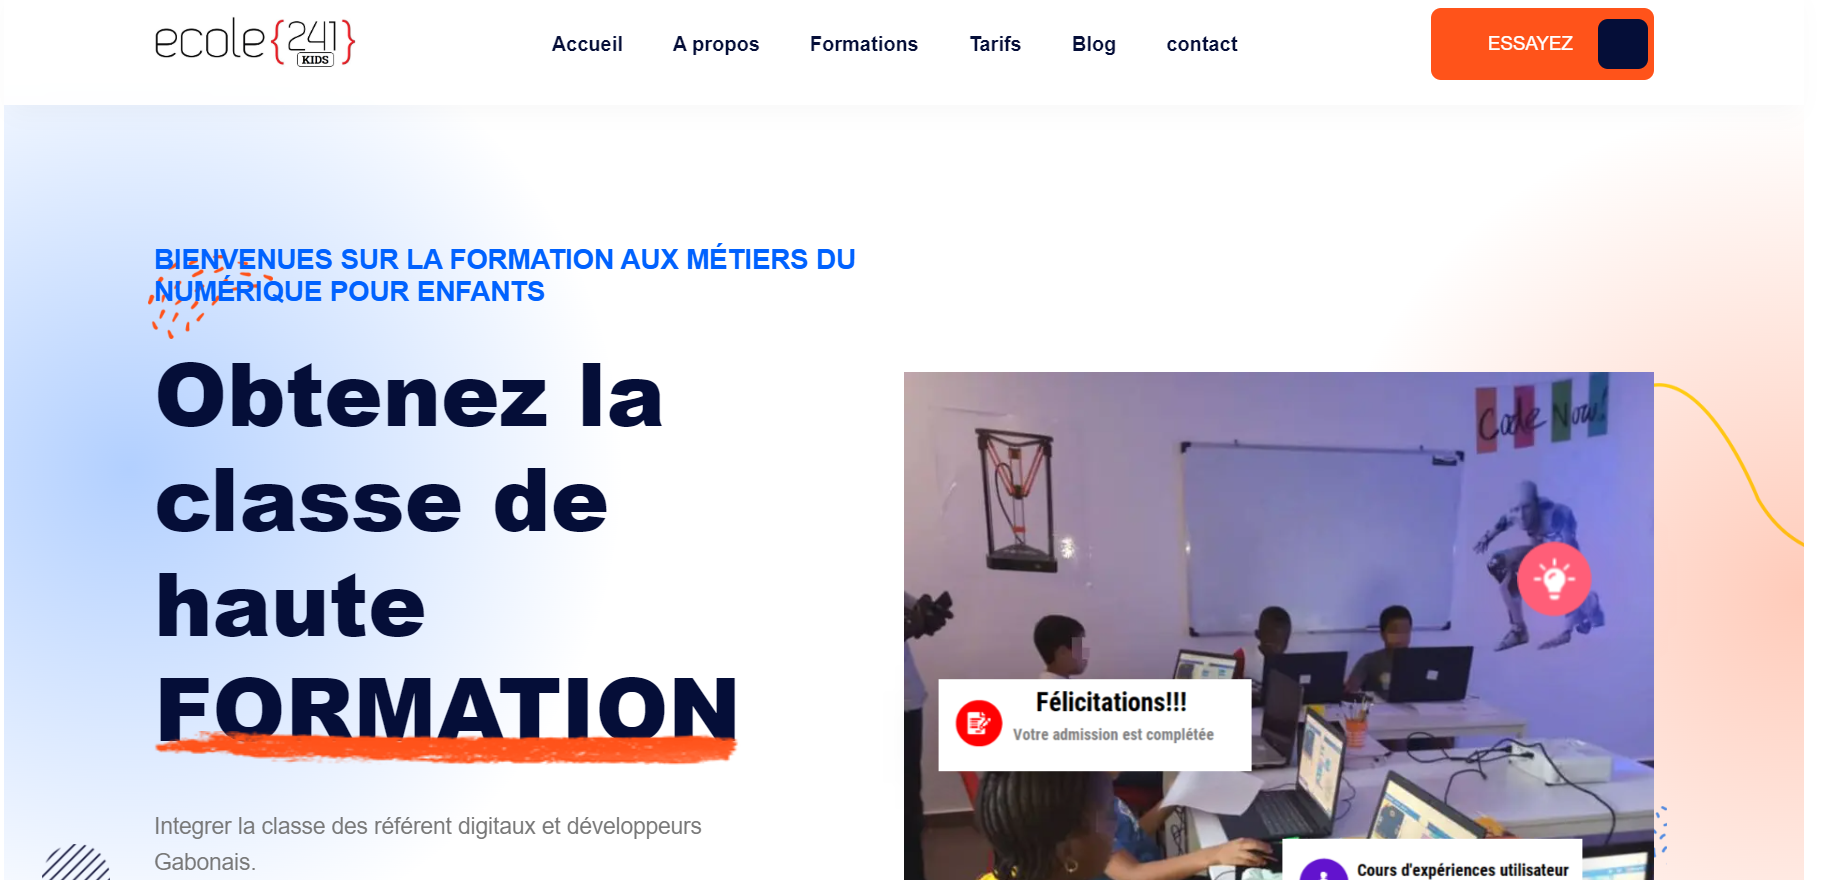 ecole{241}
KIDS
Accueil
A propos
Formations
Tarifs
Blog
contact
ESSAYEZ
BIENVENUES SUR LA FORMATION AUX MÉTIERS DU
NUMÉRIQUE POUR ENFANTS
Obtenez la
classe de
haute
FORMATION
Integrer la classe des référent digitaux et développeurs
Gabonais.
Code Now!
Félicitations!!!
Votre admission est complétée
Cours d'expériences utilisateur